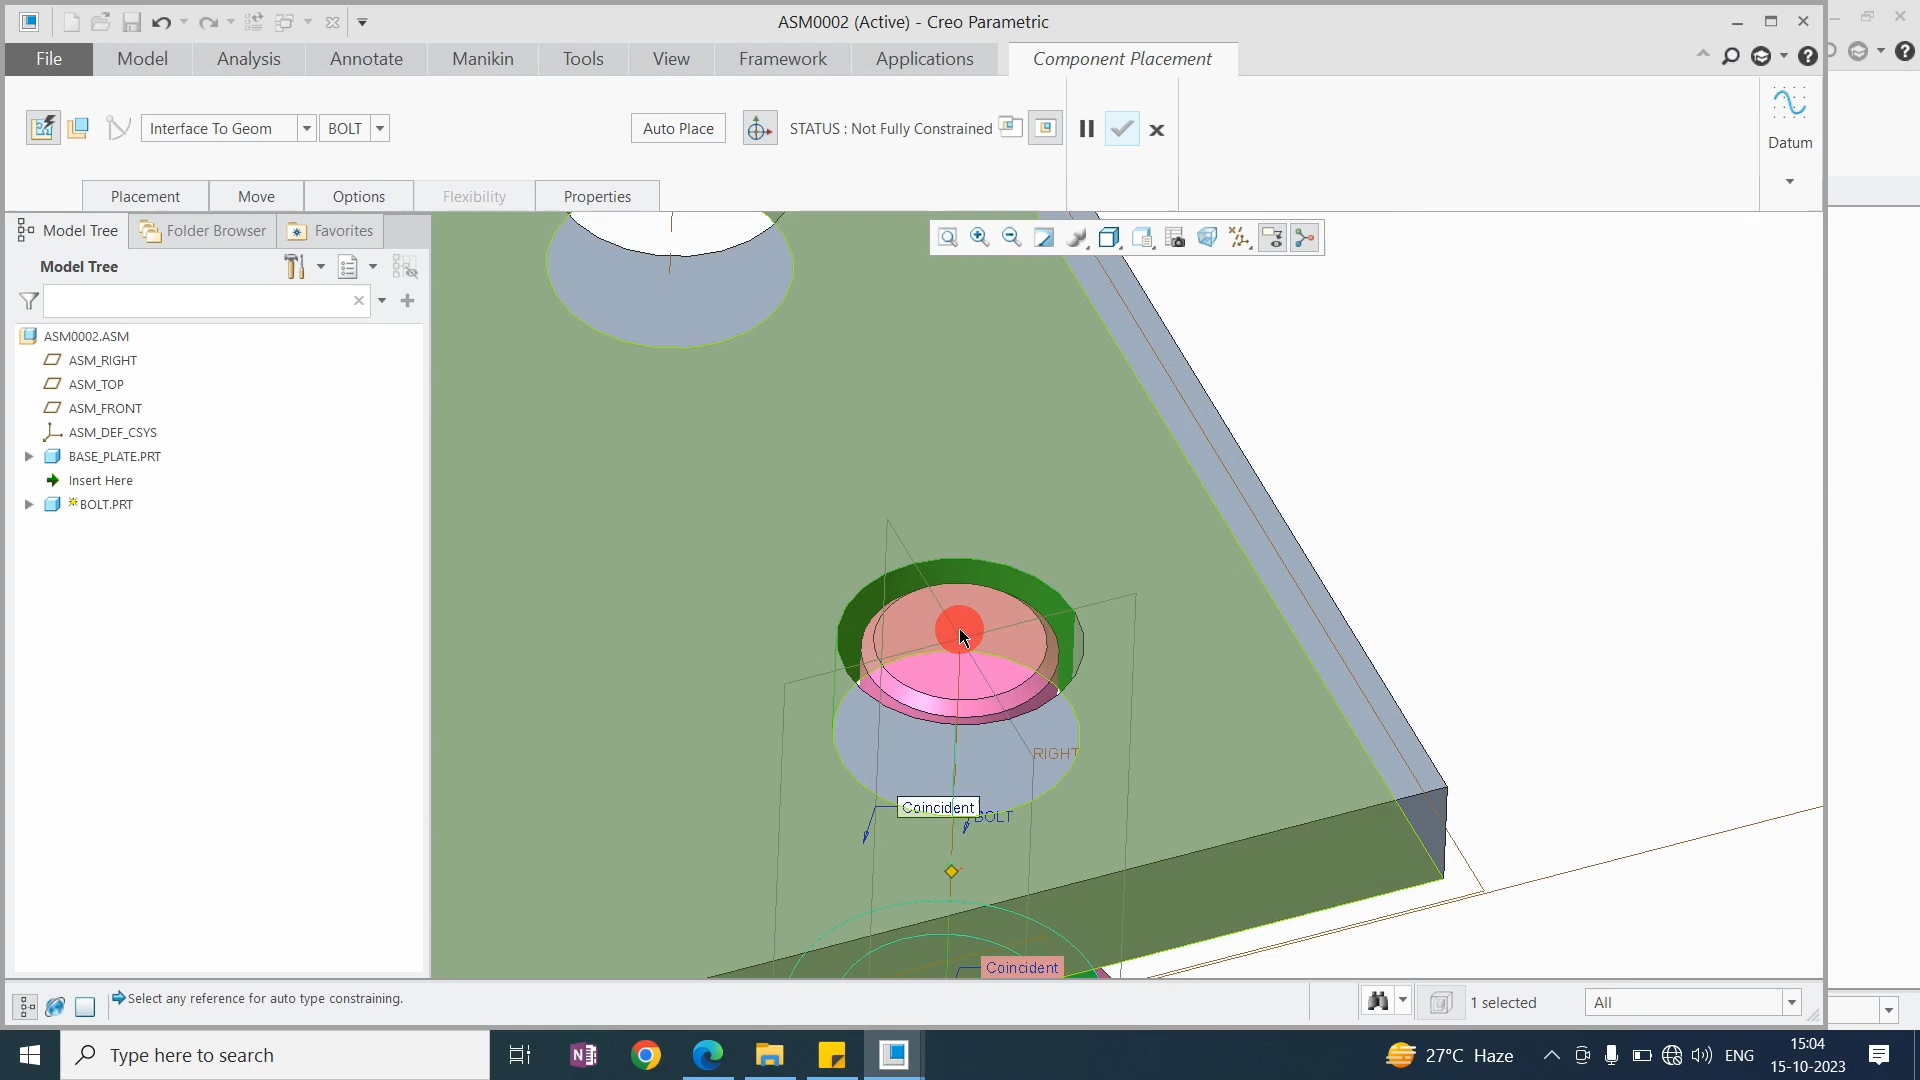 ASM0002 (Active) - Creo Parametric
File Model Analysis Annotate Manikin Tools View Framework Applications Component Placement
Interface To Geom BOLT Auto Place STATUS : Not Fully Constrained
Datum
Placement Move Options Flexibility Properties
Model Tree Folder Browser Favorites
Model Tree
ASM0002.ASM
ASM_RIGHT
ASM_TOP
ASM_FRONT
ASM_DEF_CSYS
BASE_PLATE.PRT
Insert Here
BOLT.PRT
RIGHT
Coincident
BOLT
Coincident
Select any reference for auto type constraining.
1 selected All
Type here to search
27°C Haze
ENG
15:04
15-10-2023